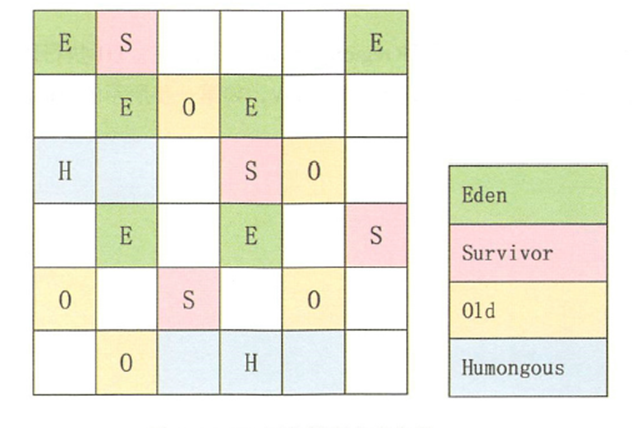 E S E
E O E
H S O
E E S
O S O
O H
Eden
Survivor
Old
Humongous